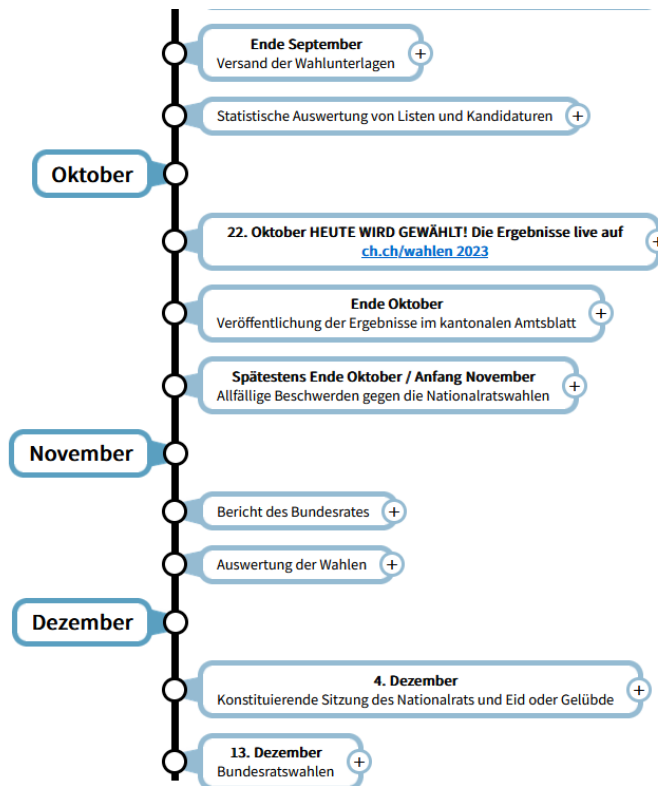 Ende September
Versand der Wahlunterlagen
+
Statistische Auswertung von Listen und Kandidaturen
+
Oktober
22. Oktober HEUTE WIRD GEWÄHLT! Die Ergebnisse live auf
ch.ch/wahlen 2023
+
Ende Oktober
Veröffentlichung der Ergebnisse im kantonalen Amtsblatt
+
Spätestens Ende Oktober / Anfang November
Allfällige Beschwerden gegen die Nationalratswahlen
+
November
Bericht des Bundesrates
+
Auswertung der Wahlen
+
Dezember
4. Dezember
Konstituierende Sitzung des Nationalrats und Eid oder Gelübde
+
13. Dezember
Bundesratswahlen
+